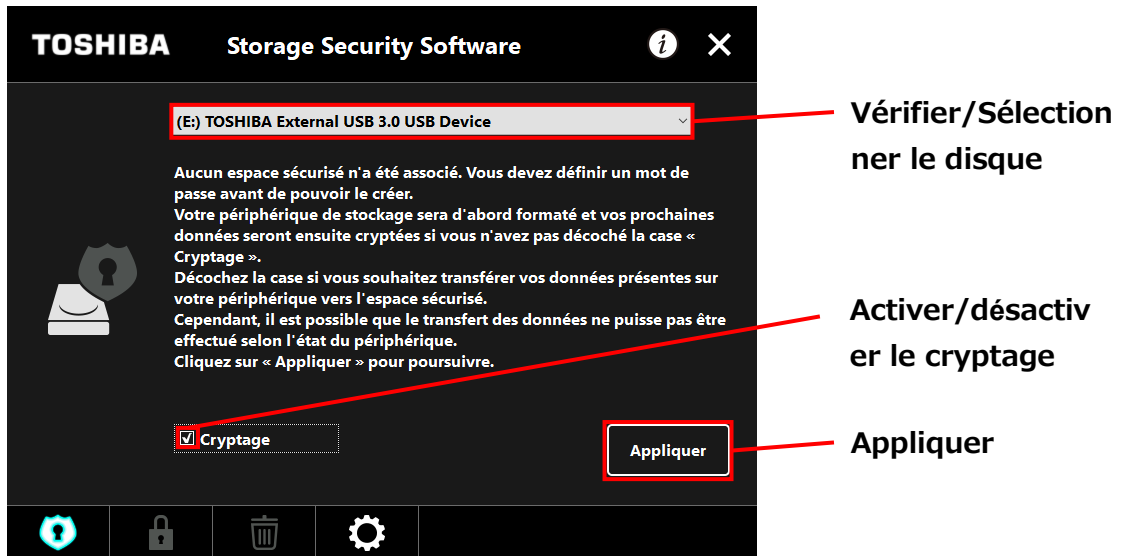 TOSHIBA Storage Security Software
(E:) TOSHIBA External USB 3.0 USB Device
Vérifier/Sélection
ner le disque
Aucun espace sécurisé n'a été associé. Vous devez définir un mot de
passe avant de pouvoir le créer.
Votre périphérique de stockage sera d'abord formaté et vos prochaines
données seront ensuite cryptées si vous n'avez pas décoché la case «
Cryptage ».
Décochez la case si vous souhaitez transférer vos données présentes sur
votre périphérique vers l'espace sécurisé.
Cependant, il est possible que le transfert des données ne puisse pas être
effectué selon l'état du périphérique.
Cliquez sur « Appliquer » pour poursuivre.
Activer/désactiv
er le cryptage
Cryptage
Appliquer
Appliquer